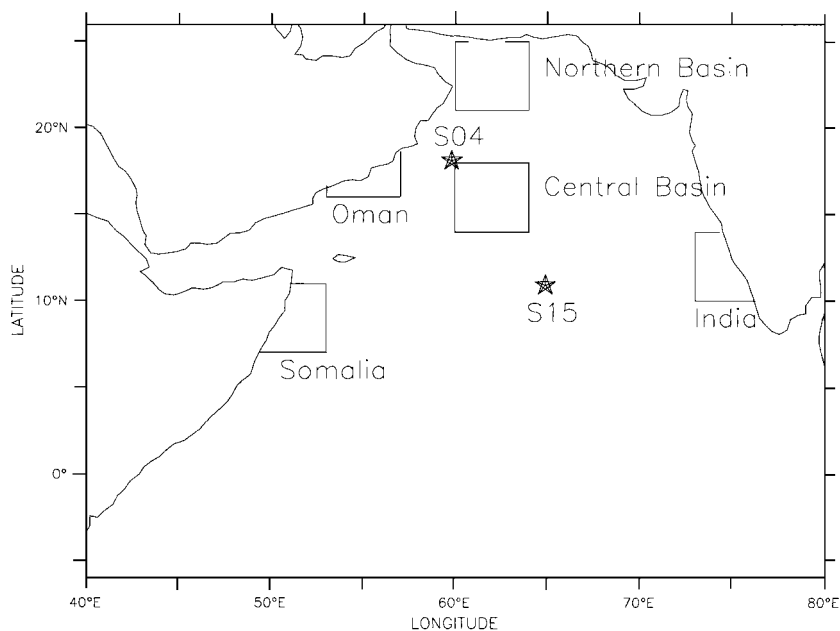 Northern Basin
20°N
S04
Central Basin
Oman
LATITUDE
10°N
S15
India
Somalia
0°
40°E
50°E
60°E
70°E
80°E
LONGITUDE